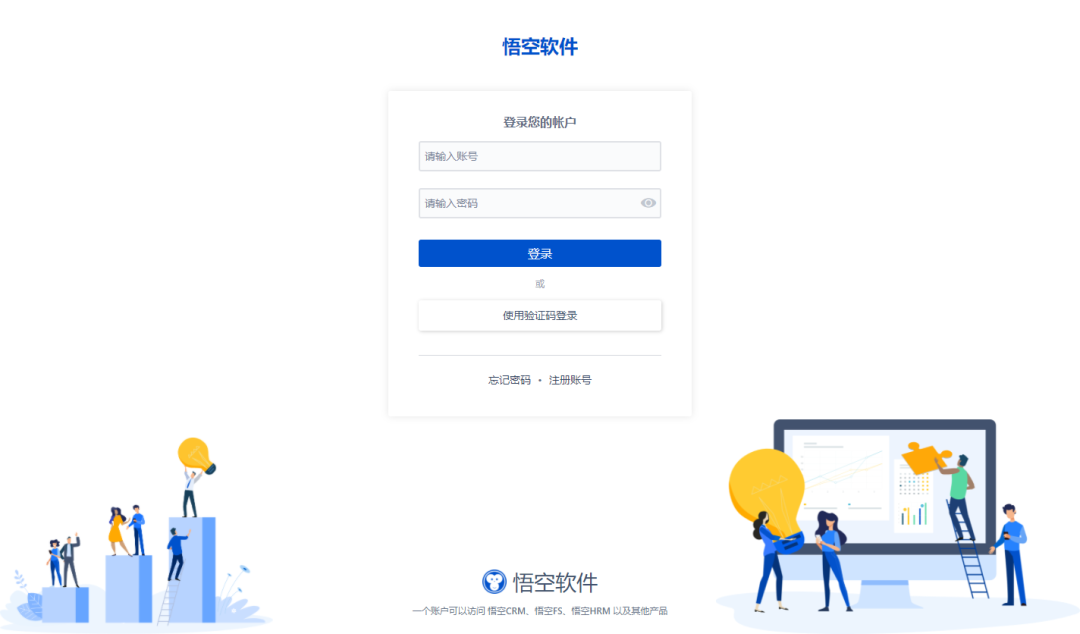 悟空软件
登录您的帐户
请输入账号
请输入密码
登录
或
使用验证码登录
忘记密码 • 注册账号
悟空软件
一个账户可以访问 悟空CRM、悟空FS、悟空HRM 以及其他产品